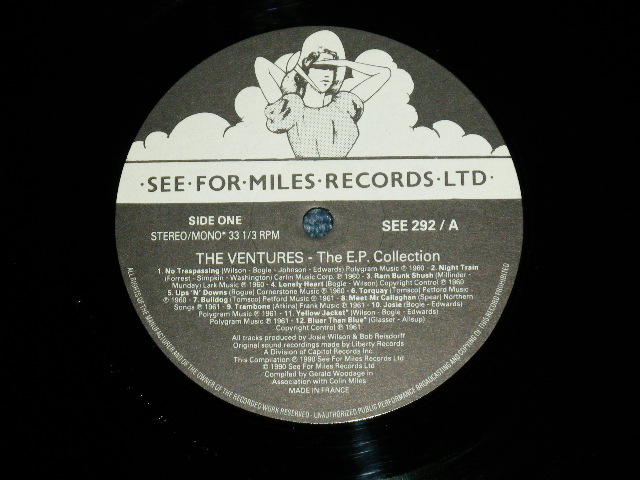 ·SEE·FOR·MILES·RECORDS·LTD·
SIDE ONE
STEREO/MONO* 33 1/3 RPM
SEE 292 / A
THE VENTURES - The E.P. Collection
1. No Trespassing (Wilson - Bogle - Johnson - Edwards) Polygram Music ℗ 1960 - 2. Night Train
(Forrest - Simpkin - Washington) Carlin Music Corp. ℗ 1960 - 3. Ram Bunk Shush (Millinder -
Munday) Lark Music ℗ 1960 - 4. Lonely Heart (Bogle - Wilson) Copyright Control ℗ 1960
5. Ups 'N' Downs (Rogue) Cornerstone Music ℗ 1960 - 6. Torquay (Tomsco) Petford Music
℗ 1960 - 7. Bulldog (Tomsco) Petford Music ℗ 1961 - 8. Meet Mr Callaghan (Spear) Northern
Songs ℗ 1961 - 9. Trambone (Atkins) Frank Music ℗ 1961 - 10. Josie (Bogle - Edwards)
Polygram Music ℗ 1961 - 11. Yellow Jacket* (Wilson - Bogle - Edwards)
Polygram Music ℗ 1961 - 12. Bluer Than Blue* (Glasser - Allsup)
Copyright Control ℗ 1961
All tracks produced by Josie Wilson & Bob Reisdorff
Original sound recordings made by Liberty Records
A Division of Capitol Records Inc.
This Compilation ℗ 1990 See For Miles Records Ltd
© 1990 See For Miles Records Ltd
Compiled by Gerald Woodage in
Association with Colin Miles
MADE IN FRANCE
ALL RIGHTS OF THE MANUFACTURER AND OF THE OWNER OF THE RECORDED WORK RESERVED - UNAUTHORIZED PUBLIC PERFORMANCE BROADCASTING AND COPYING OF THIS RECORD PROHIBITED